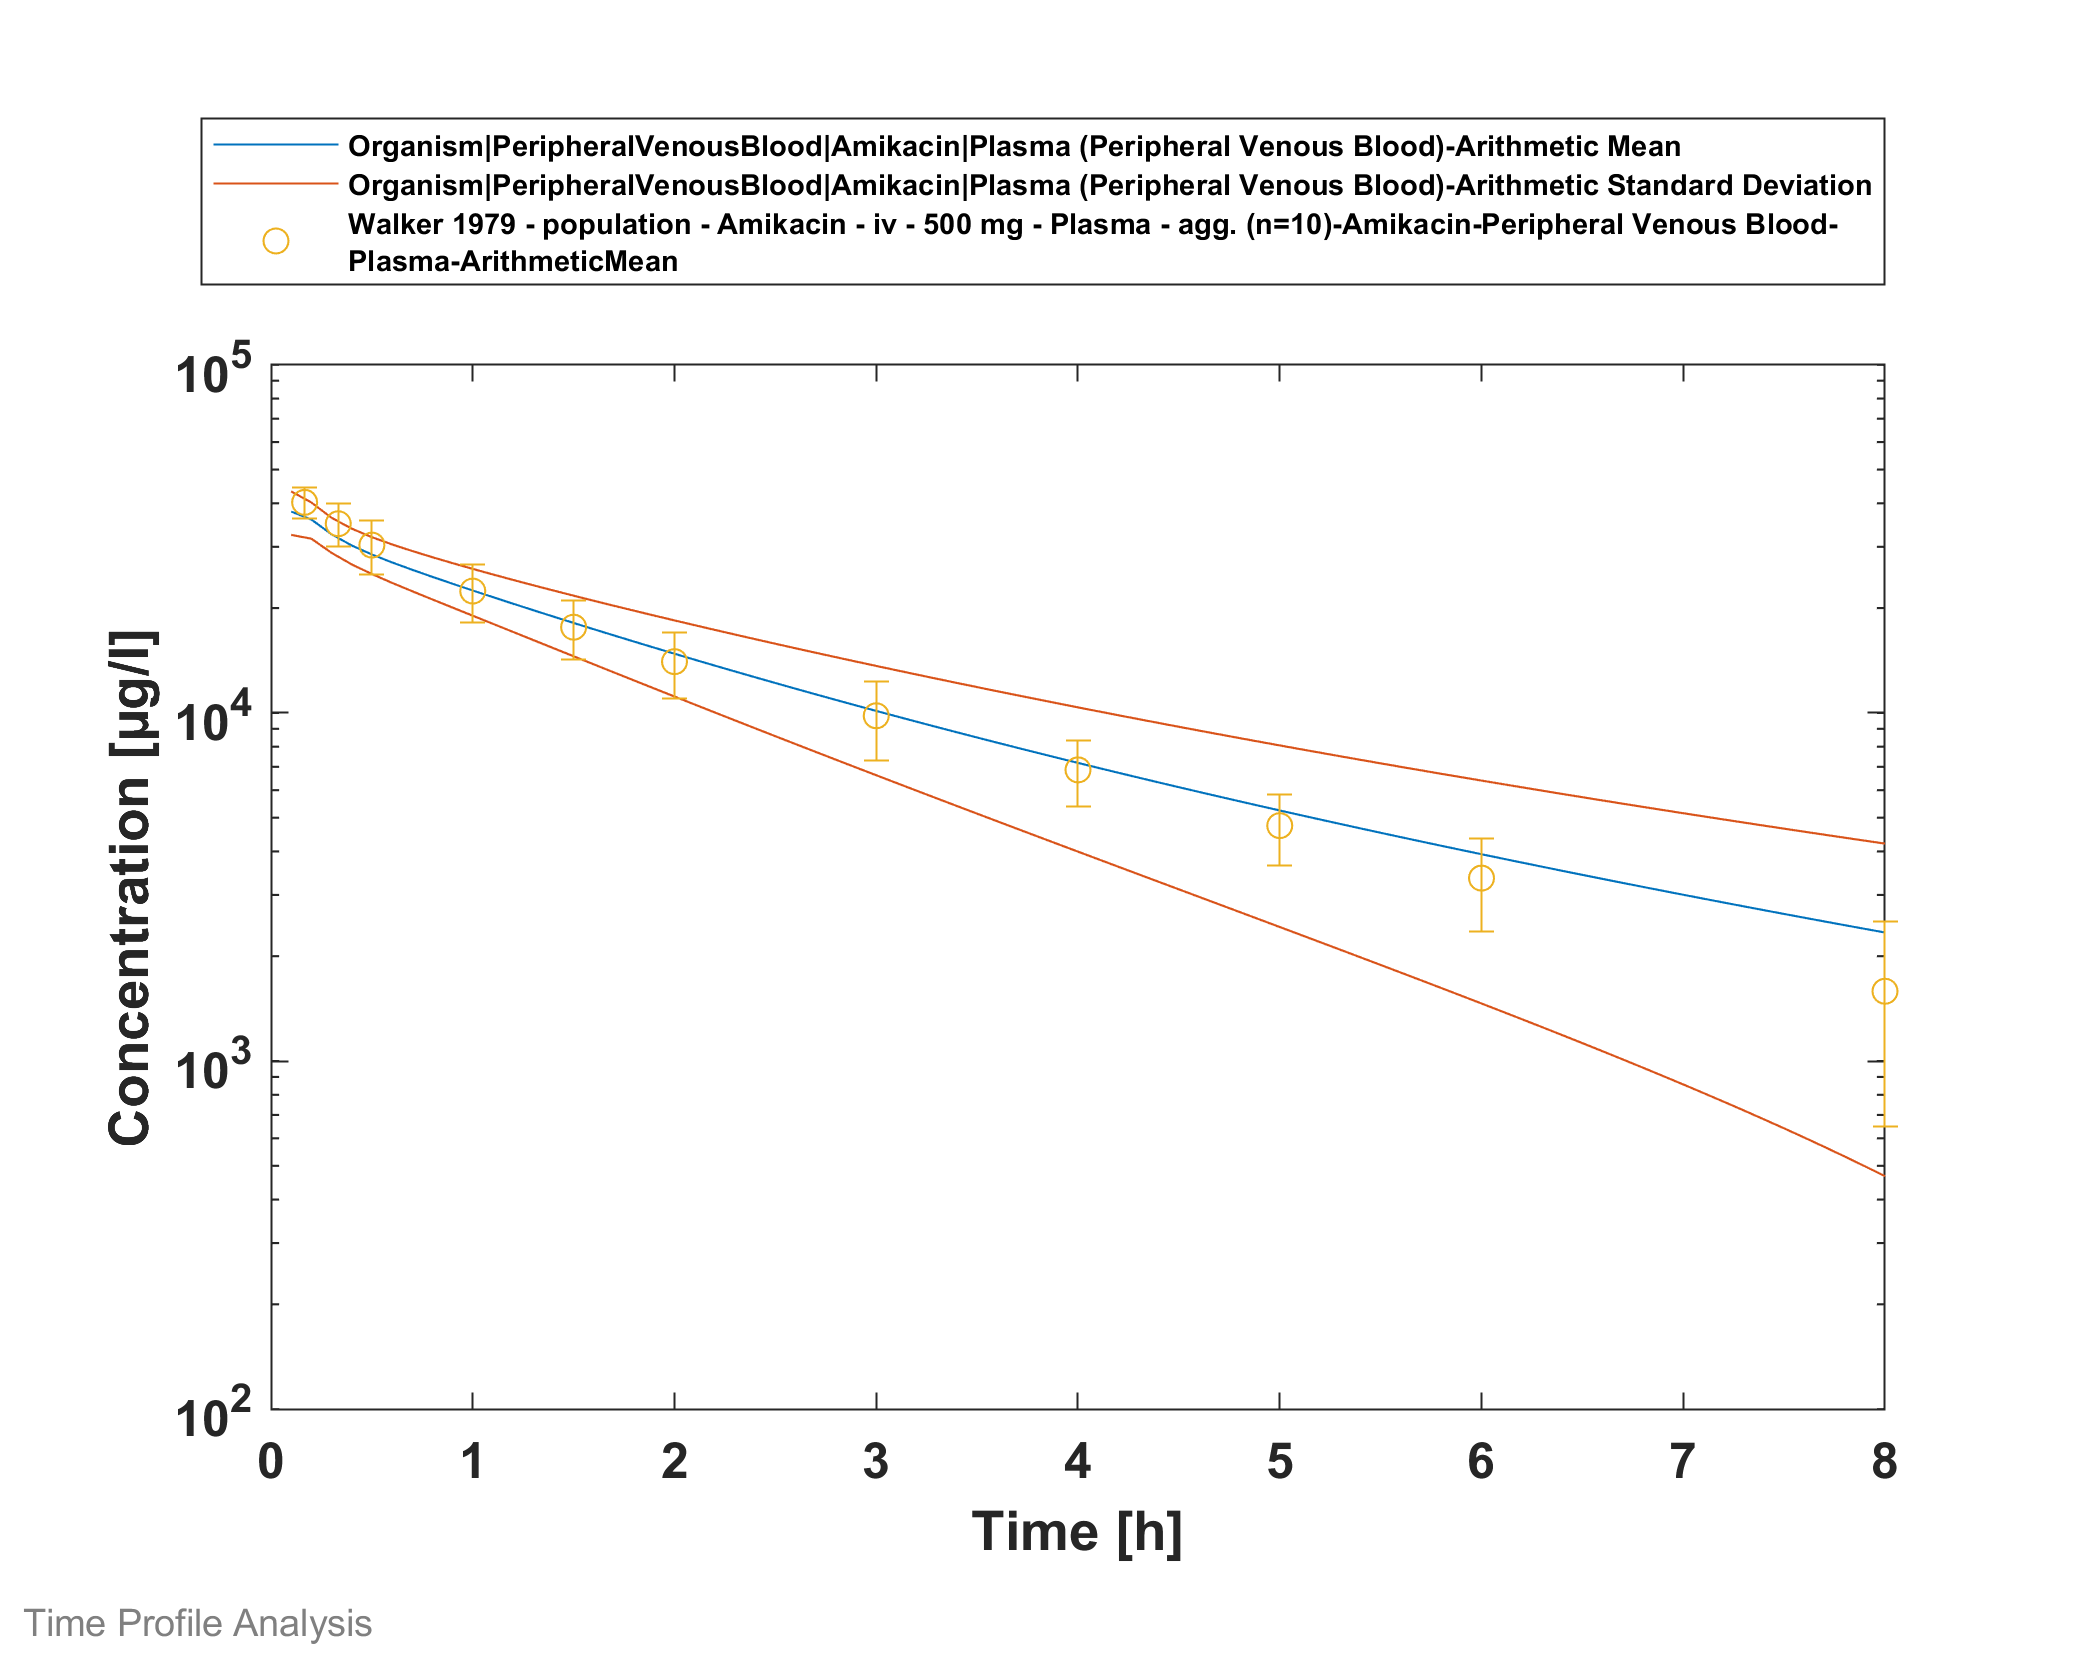 Organism|PeripheralVenousBlood|Amikacin|Plasma (Peripheral Venous Blood)-Arithmetic Mean
Organism|PeripheralVenousBlood|Amikacin|Plasma (Peripheral Venous Blood)-Arithmetic Standard Deviation
Walker 1979 - population - Amikacin - iv - 500 mg - Plasma - agg. (n=10)-Amikacin-Peripheral Venous Blood-
Plasma-ArithmeticMean
10^5
10^4
10^3
10^2
Concentration [µg/l]
0 1 2 3 4 5 6 7 8
Time [h]
Time Profile Analysis